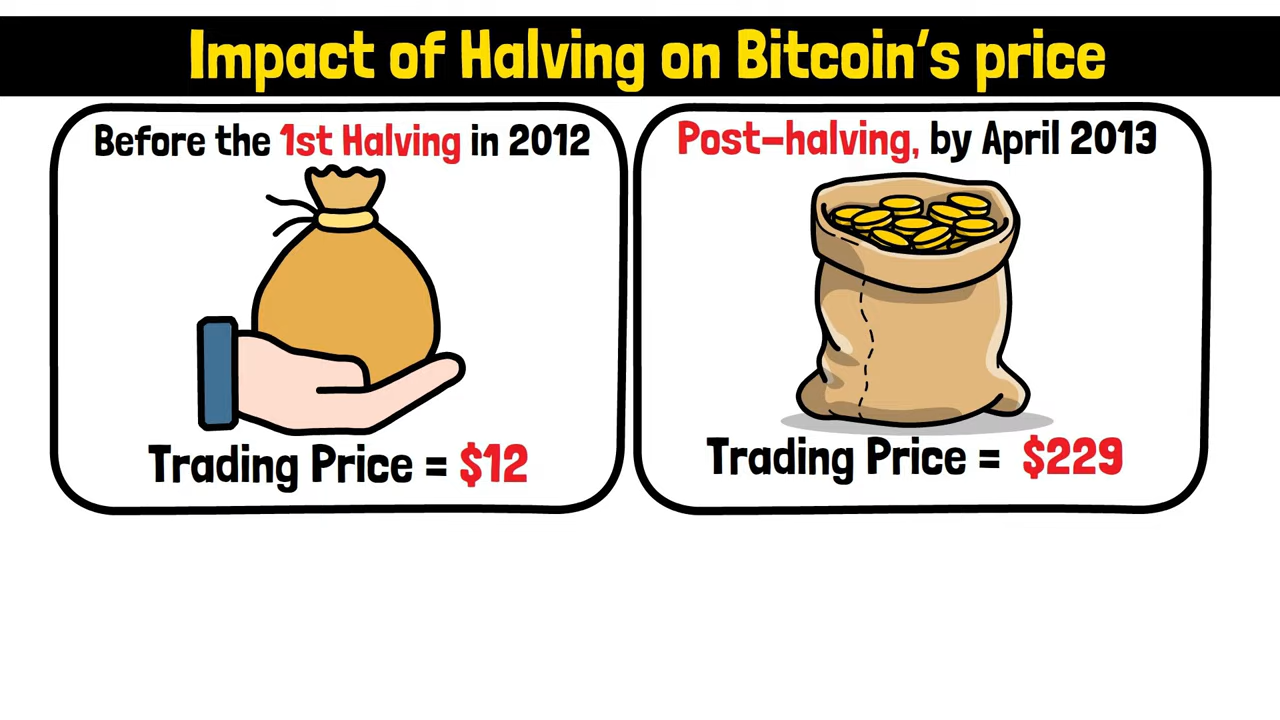 Impact of Halving on Bitcoin's price
Before the 1st Halving in 2012
Trading Price = $12
Post-halving, by April 2013
Trading Price = $229